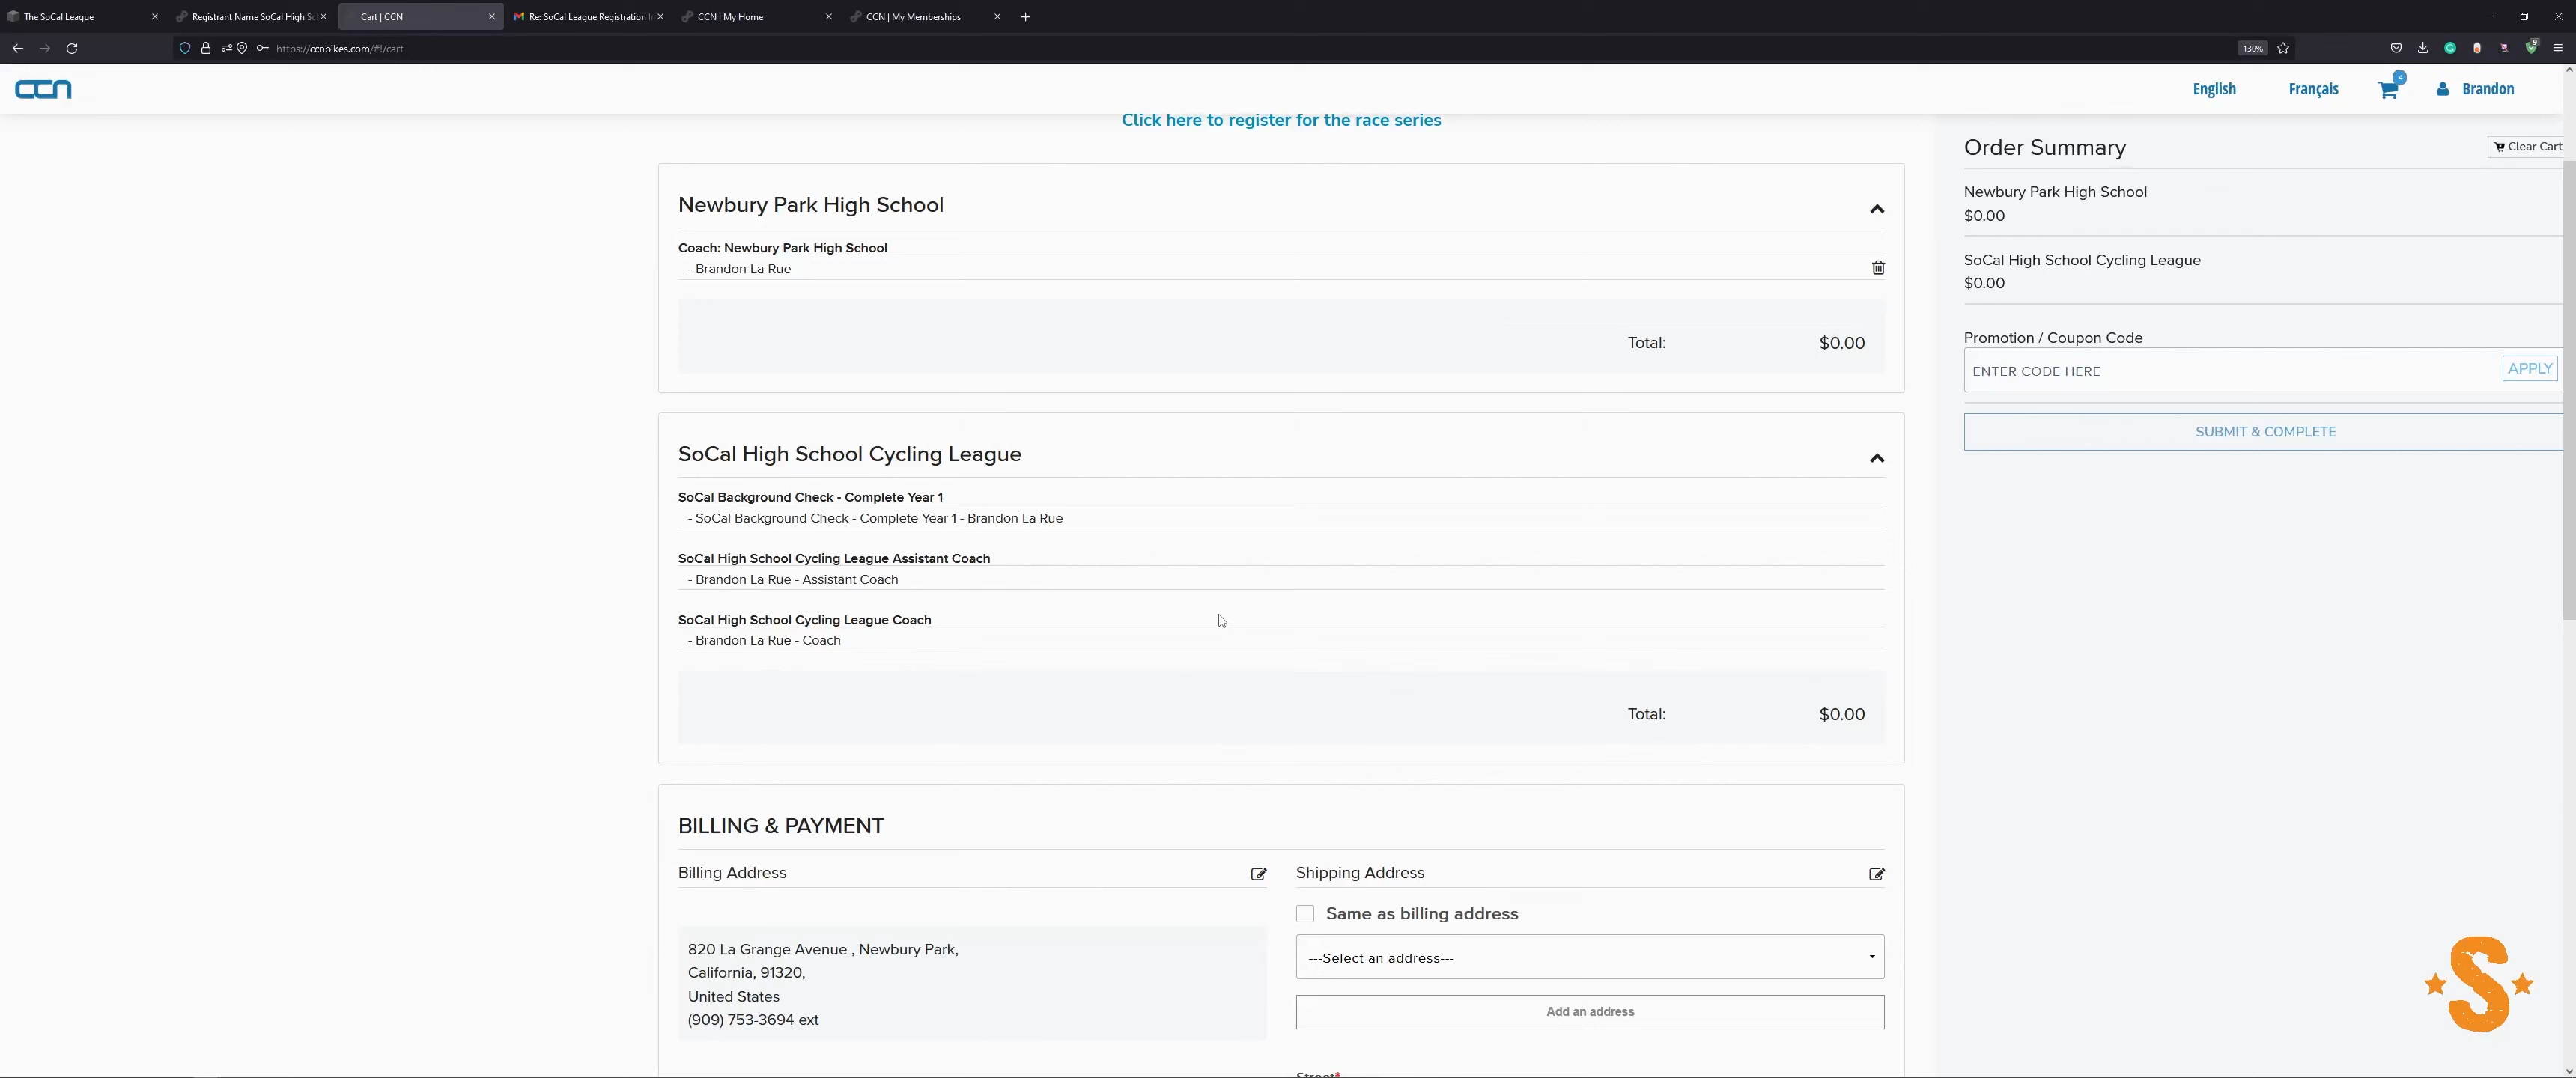 The SoCal League
Registrant Name SoCal High Sc
Cart | CCN
Re: SoCal League Registration I
CCN | My Home
CCN | My Memberships
https://ccnbikes.com/#!/cart
130%
9
ccn
English
Français
4
Brandon
Click here to register for the race series
Newbury Park High School
Coach: Newbury Park High School
- Brandon La Rue
Total: $0.00
SoCal High School Cycling League
SoCal Background Check - Complete Year 1
- SoCal Background Check - Complete Year 1 - Brandon La Rue
SoCal High School Cycling League Assistant Coach
- Brandon La Rue - Assistant Coach
SoCal High School Cycling League Coach
- Brandon La Rue - Coach
Total: $0.00
BILLING & PAYMENT
Billing Address
820 La Grange Avenue , Newbury Park,
California, 91320,
United States
(909) 753-3694 ext
Shipping Address
Same as billing address
---Select an address---
Add an address
Street*
Order Summary
Clear Cart
Newbury Park High School
$0.00
SoCal High School Cycling League
$0.00
Promotion / Coupon Code
ENTER CODE HERE
APPLY
SUBMIT & COMPLETE
S